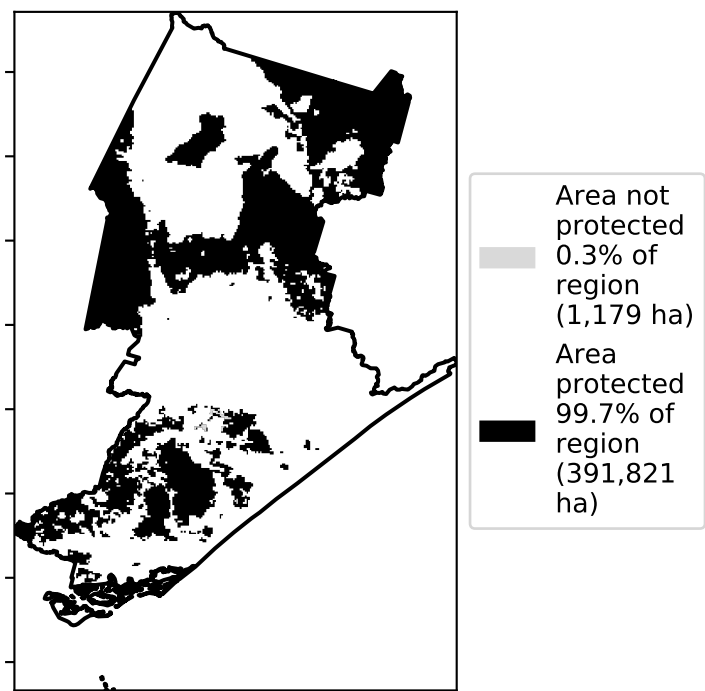 Area not
protected
0.3% of
region
(1,179 ha)
Area
protected
99.7% of
region
(391,821
ha)